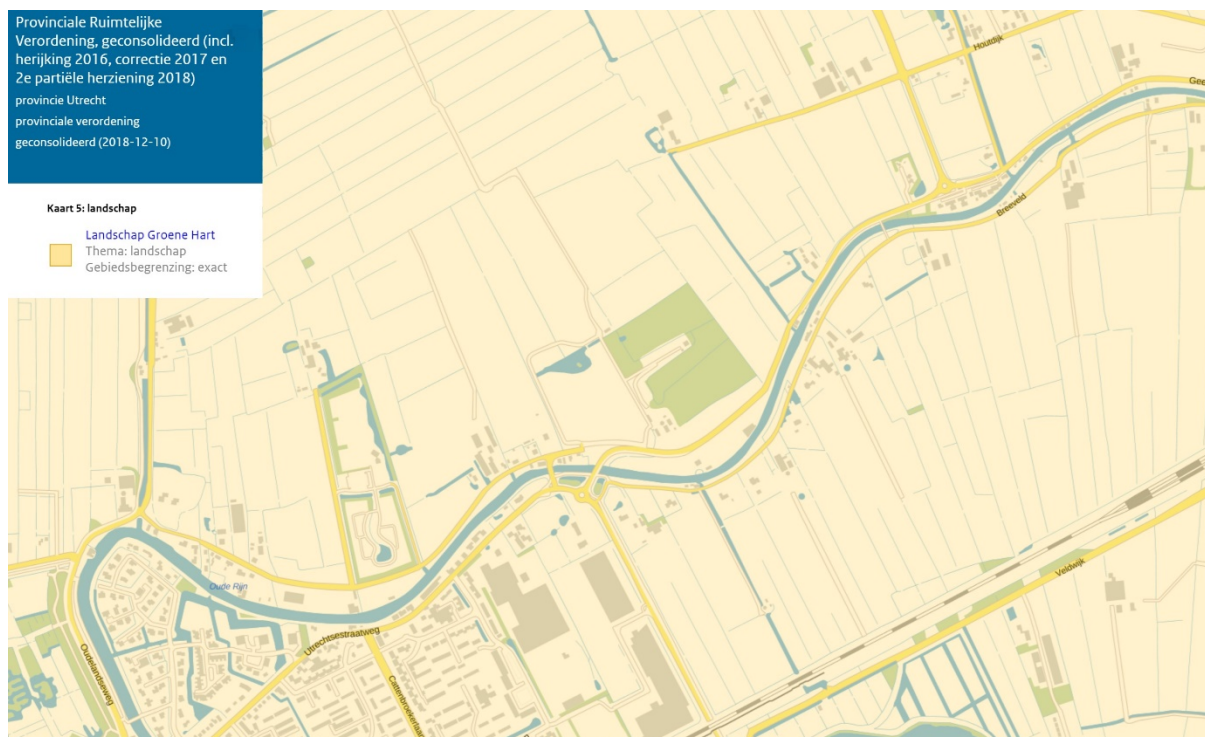 Provinciale Ruimtelijke
Verordening, geconsolideerd (incl.
herijking 2016, correctie 2017 en
2e partiële herziening 2018)
provincie Utrecht
provinciale verordening
geconsolideerd (2018-12-10)
Kaart 5: landschap
Landschap Groene Hart
Thema: landschap
Gebiedsbegrenzing: exact
Houtdijk
Gee
Breeveld
Veldwijk
Oude Rijn
Utrechtsestraatweg
Oudelandseweg
Cattenbroekerlaan